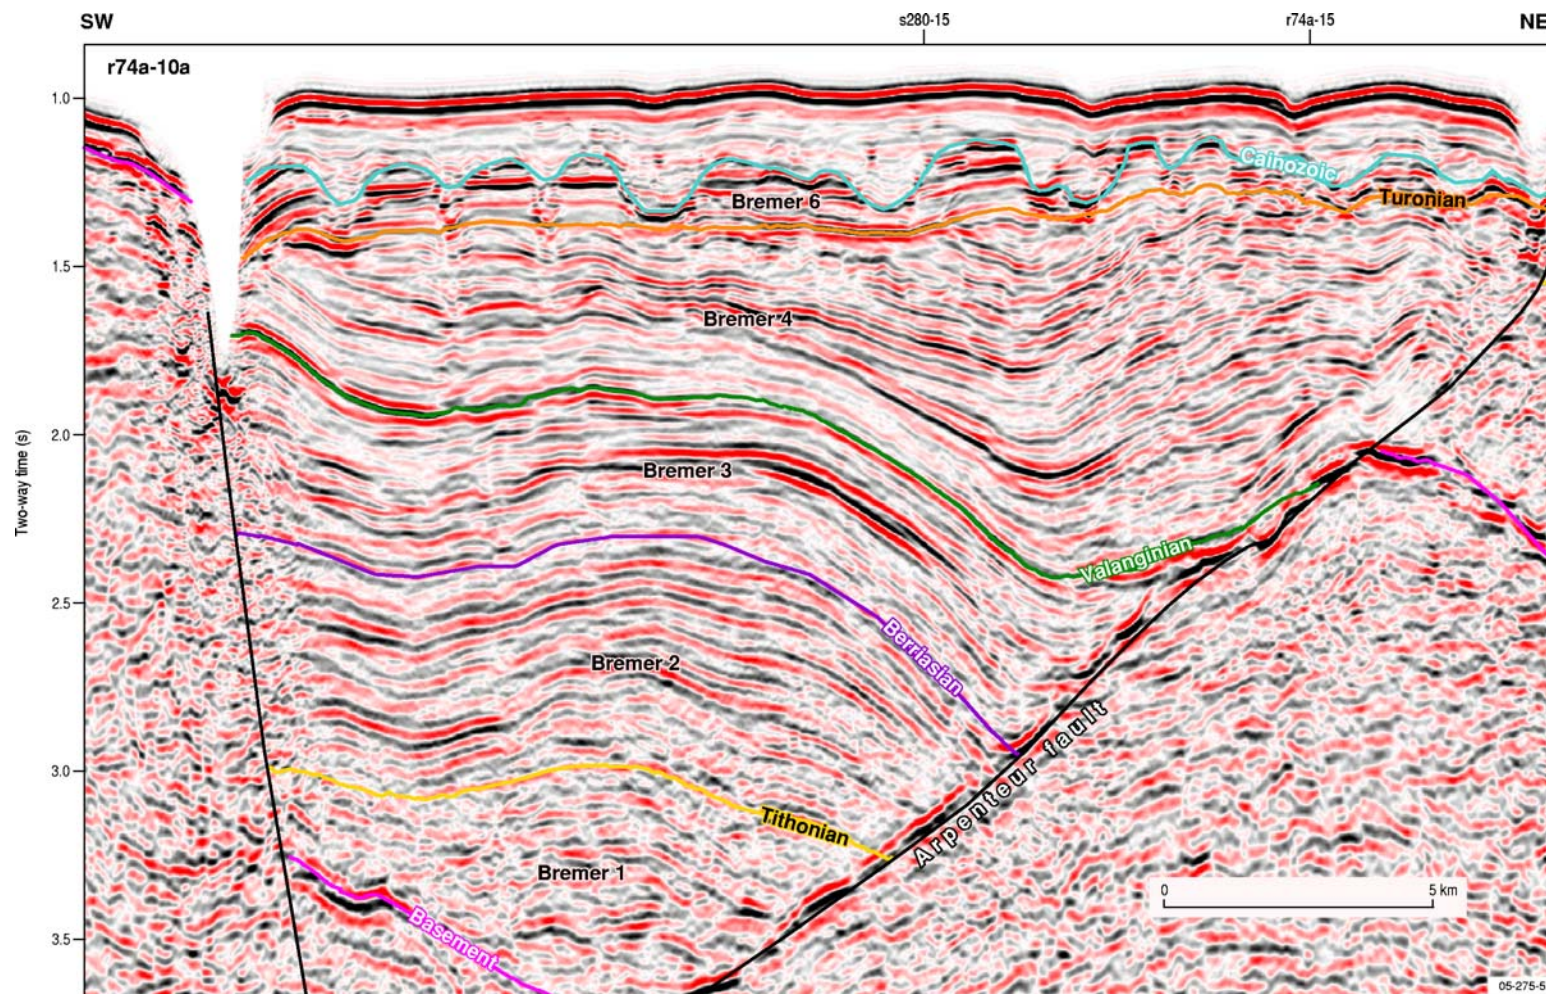 SW
s280-15
r74a-15
NE
r74a-10a
1.0
Cainozoic
Turonian
Bremer 6
1.5
Bremer 4
2.0
Two-way time (s)
Bremer 3
Valanginian
2.5
Berriasian
Bremer 2
Arpenteur fault
3.0
Tithonian
Bremer 1
0 5 km
Basement
3.5
05-275-5